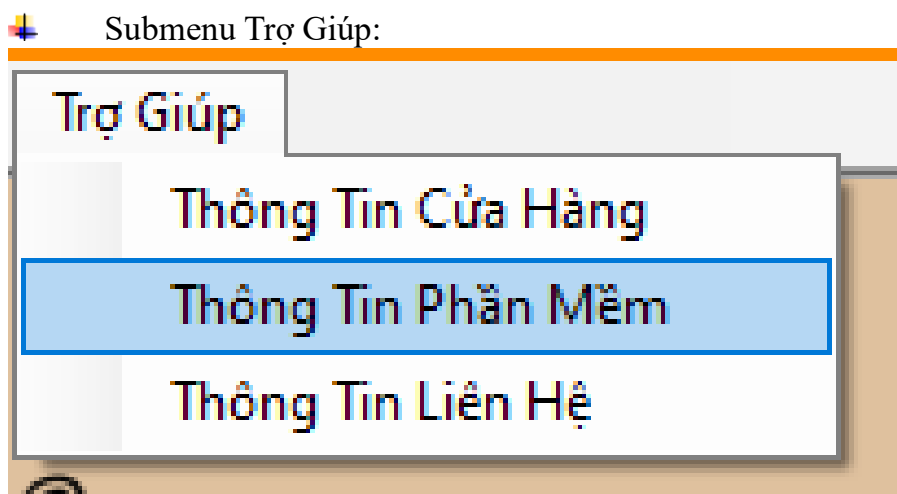 Submenu Trợ Giúp:
Trợ Giúp
Thông Tin Cửa Hàng
Thông Tin Phần Mềm
Thông Tin Liên Hệ